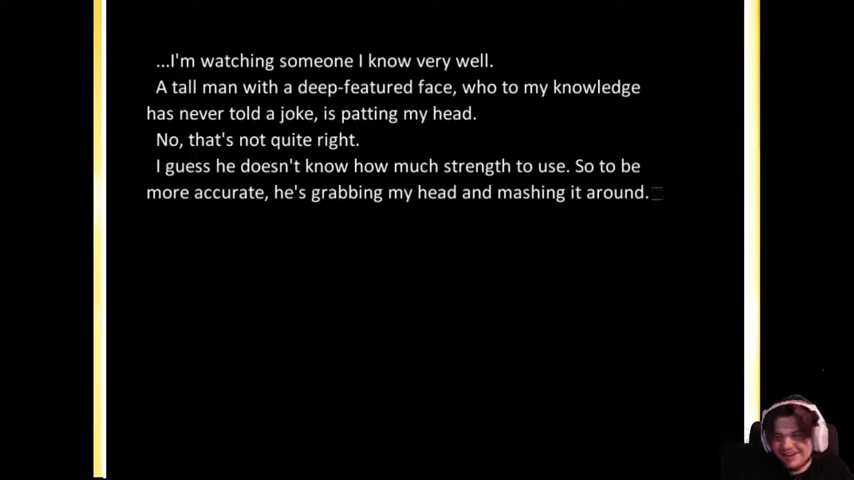 ...I'm watching someone I know very well.
A tall man with a deep-featured face, who to my knowledge
has never told a joke, is patting my head.
No, that's not quite right.
I guess he doesn't know how much strength to use. So to be
more accurate, he's grabbing my head and mashing it around.